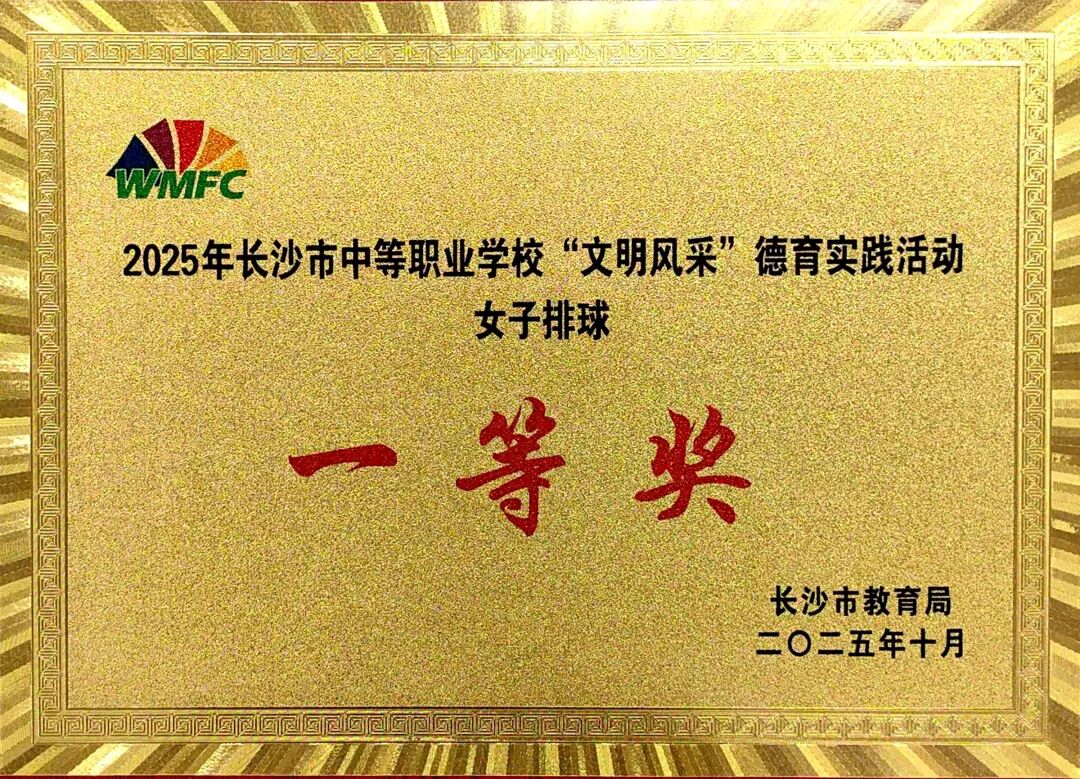 WMFC
2025年长沙市中等职业学校“文明风采”德育实践活动
女子排球
一等奖
长沙市教育局
二〇二五年十月